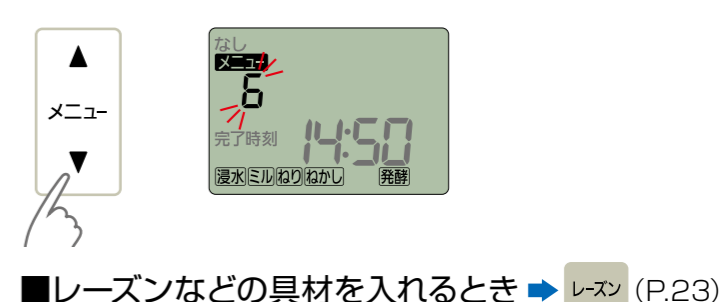 ▲
メニュー
▼
なし
メニュー
6
完了時刻 14:50
浸水 ミル ねり ねかし 発酵
■レーズンなどの具材を入れるとき ➡ レーズン (P.23)